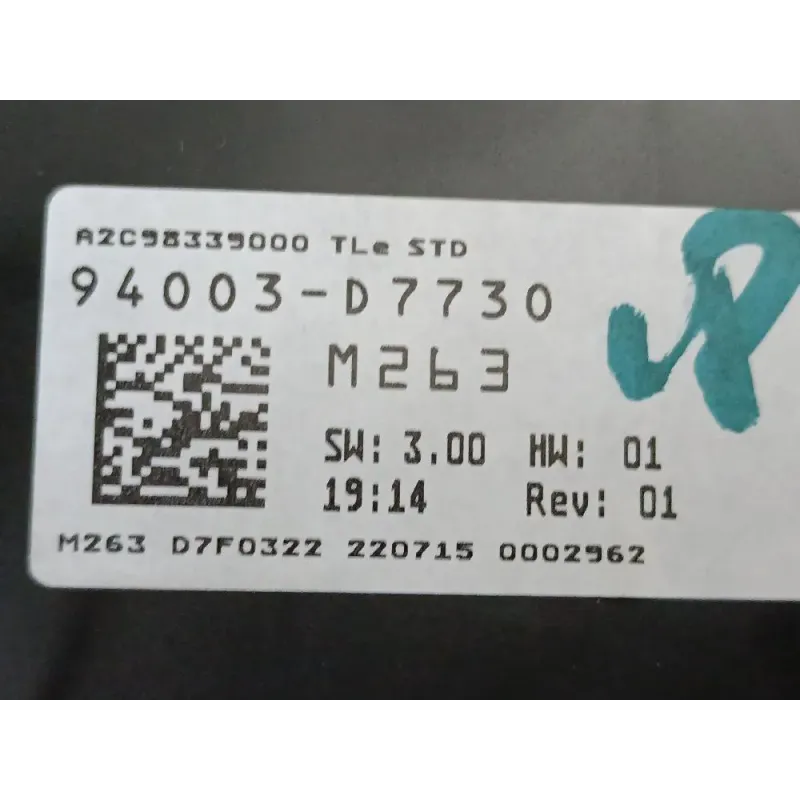 A2C98339000 TLe STD
94003-D7730
M263
SW: 3.00 HW: 01
19:14 Rev: 01
M263 D7F0322 220715 0002962